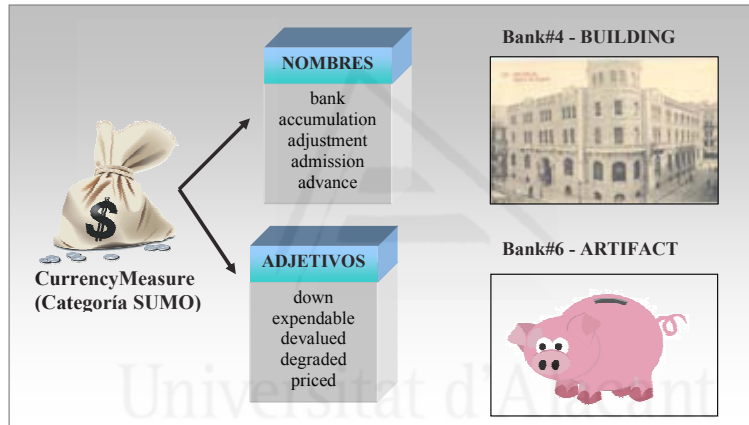 NOMBRES
bank
accumulation
adjustment
admission
advance
Bank#4 - BUILDING
$
CurrencyMeasure
(Categoría SUMO)
ADJETIVOS
down
expendable
devalued
degraded
priced
Bank#6 - ARTIFACT
Universitat d'Alacant